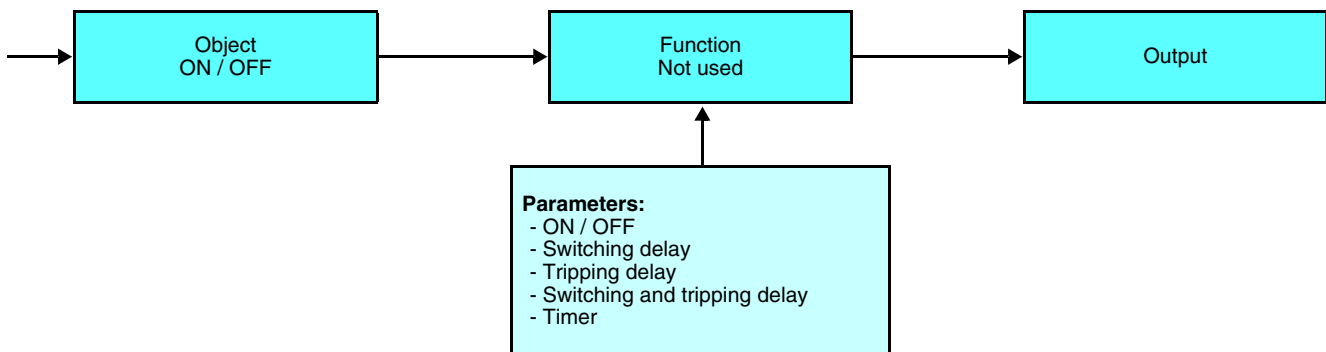 Object
ON / OFF
Function
Not used
Output
Parameters:
- ON / OFF
- Switching delay
- Tripping delay
- Switching and tripping delay
- Timer